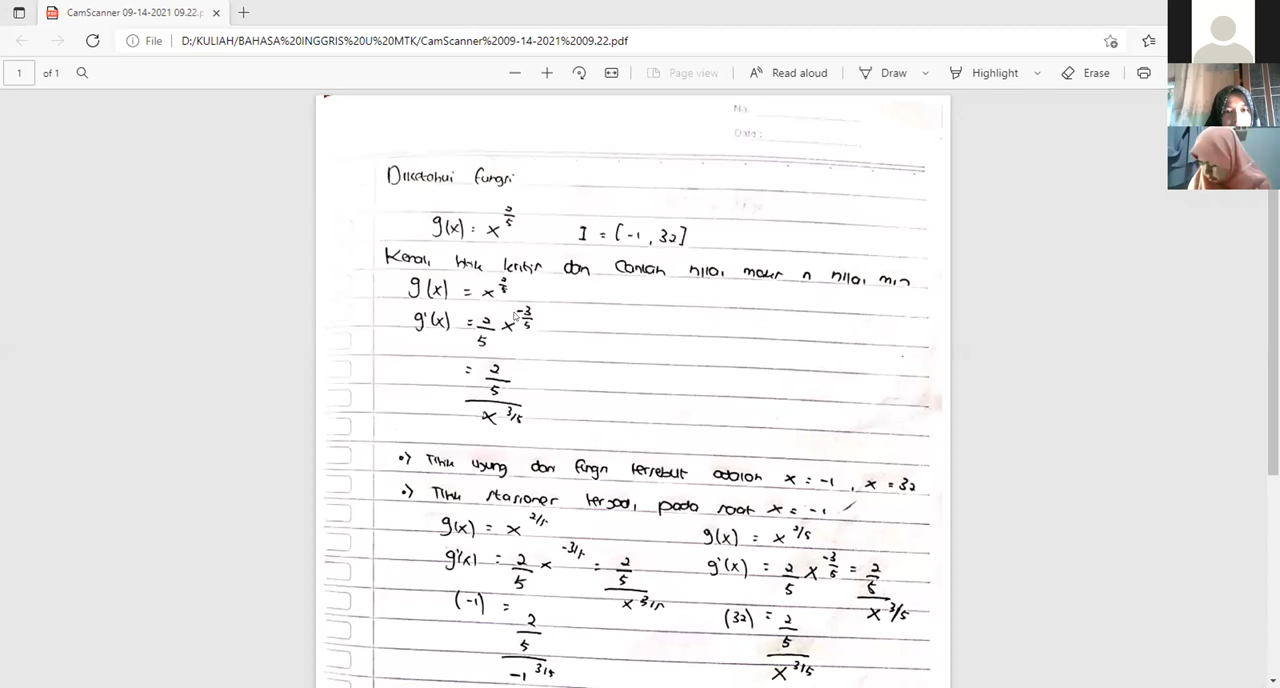 CamScanner 09-14-2021 09.22.p
File D:/KULIAH/BAHASA%20INGGRIS%20U%20MTK/CamScanner%2009-14-2021%2009.22.pdf
1 of 1 Page view Read aloud Draw Highlight Erase
No.
Date :
Diketahui fungsi
g(x) = x^{2/5} I = [-1, 32]
titik kritis dan Carilah nilai maks n nilai min
g(x) = x^{2/5}
g'(x) = 2/5 x^{-3/5}
= 2/5 / x^{3/5}
•) Titik ujung dari fungsi tersebut adalah x = -1, x = 32
•) Titik stasioner terjadi pada saat x = -1
g(x) = x^{2/5} g(x) = x^{2/5}
g'(x) = 2/5 x^{-3/5} = 2/5 / x^{3/5} g'(x) = 2/5 x^{-3/5} = 2/5 / x^{3/5}
(-1) = 2/5 / -1^{3/5} (32) = 2/5 / x^{3/5}